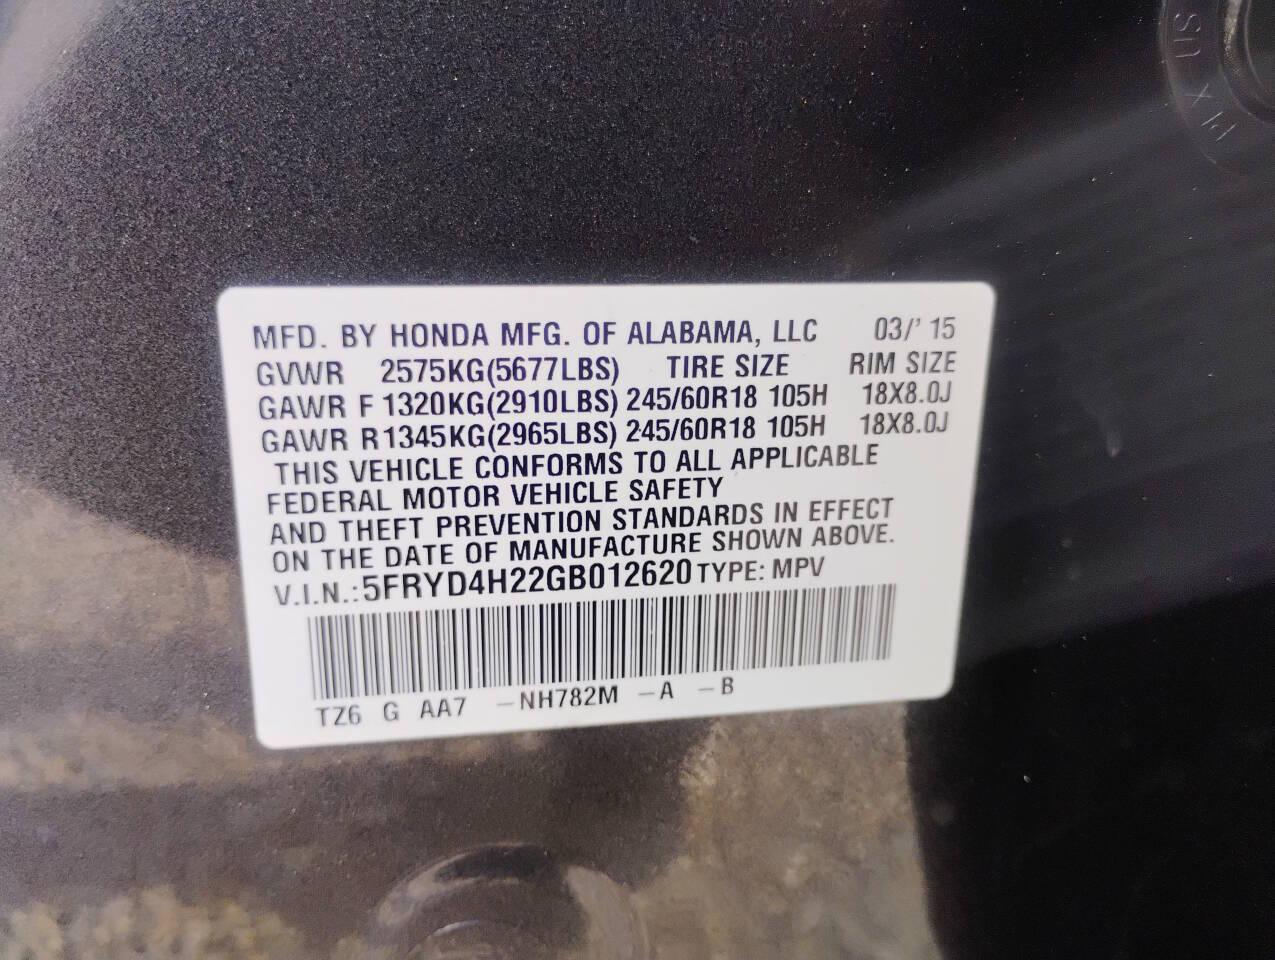 MFD. BY HONDA MFG. OF ALABAMA, LLC 03/' 15
GVWR 2575KG(5677LBS) TIRE SIZE RIM SIZE
GAWR F 1320KG(2910LBS) 245/60R18 105H 18X8.0J
GAWR R 1345KG(2965LBS) 245/60R18 105H 18X8.0J
THIS VEHICLE CONFORMS TO ALL APPLICABLE
FEDERAL MOTOR VEHICLE SAFETY
AND THEFT PREVENTION STANDARDS IN EFFECT
ON THE DATE OF MANUFACTURE SHOWN ABOVE.
V.I.N.:5FRYD4H22GB012620 TYPE: MPV
TZ6 G AA7 -NH782M -A -B